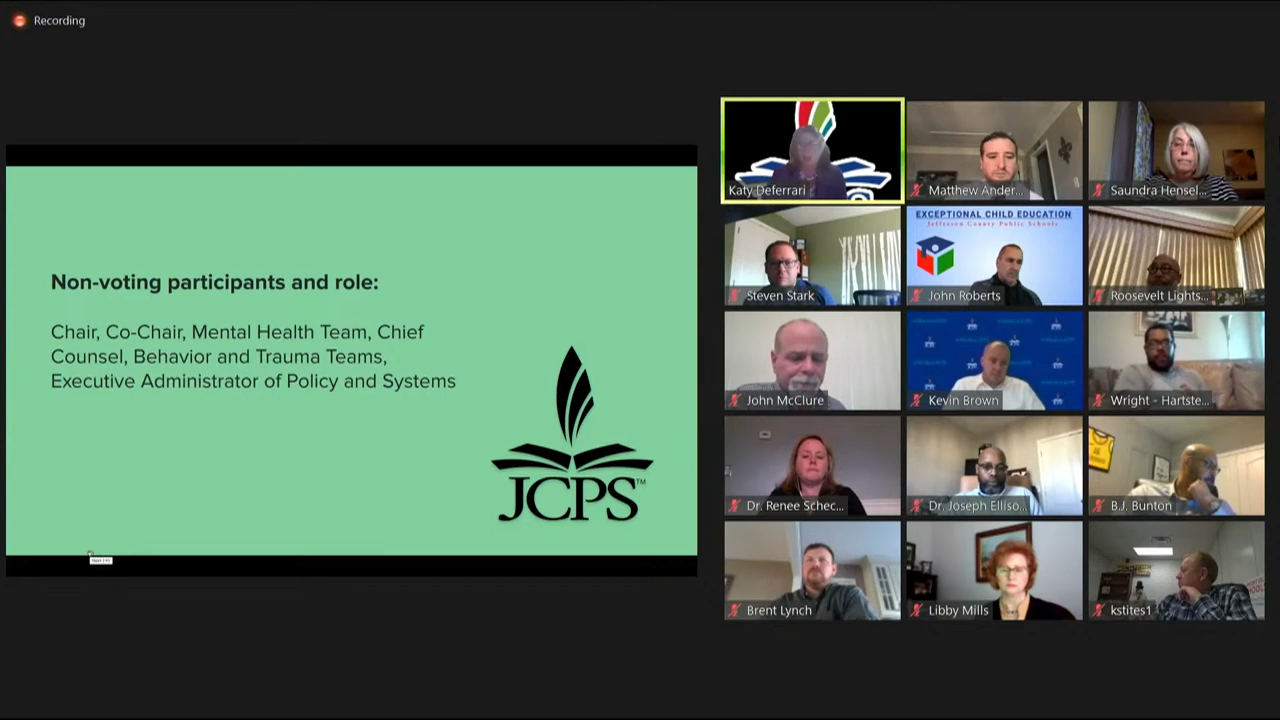 Recording
Non-voting participants and role:
Chair, Co-Chair, Mental Health Team, Chief
Counsel, Behavior and Trauma Teams,
Executive Administrator of Policy and Systems
JCPS™
Katy Deferrari
Matthew Ander...
Saundra Hensel...
Steven Stark
EXCEPTIONAL CHILD EDUCATION
Jefferson County Public Schools
John Roberts
Roosevelt Lights...
John McClure
Kevin Brown
Wright - Hartste...
Dr. Renee Schec...
Dr. Joseph Elliso...
B.J. Bunton
Brent Lynch
Libby Mills
kstites1